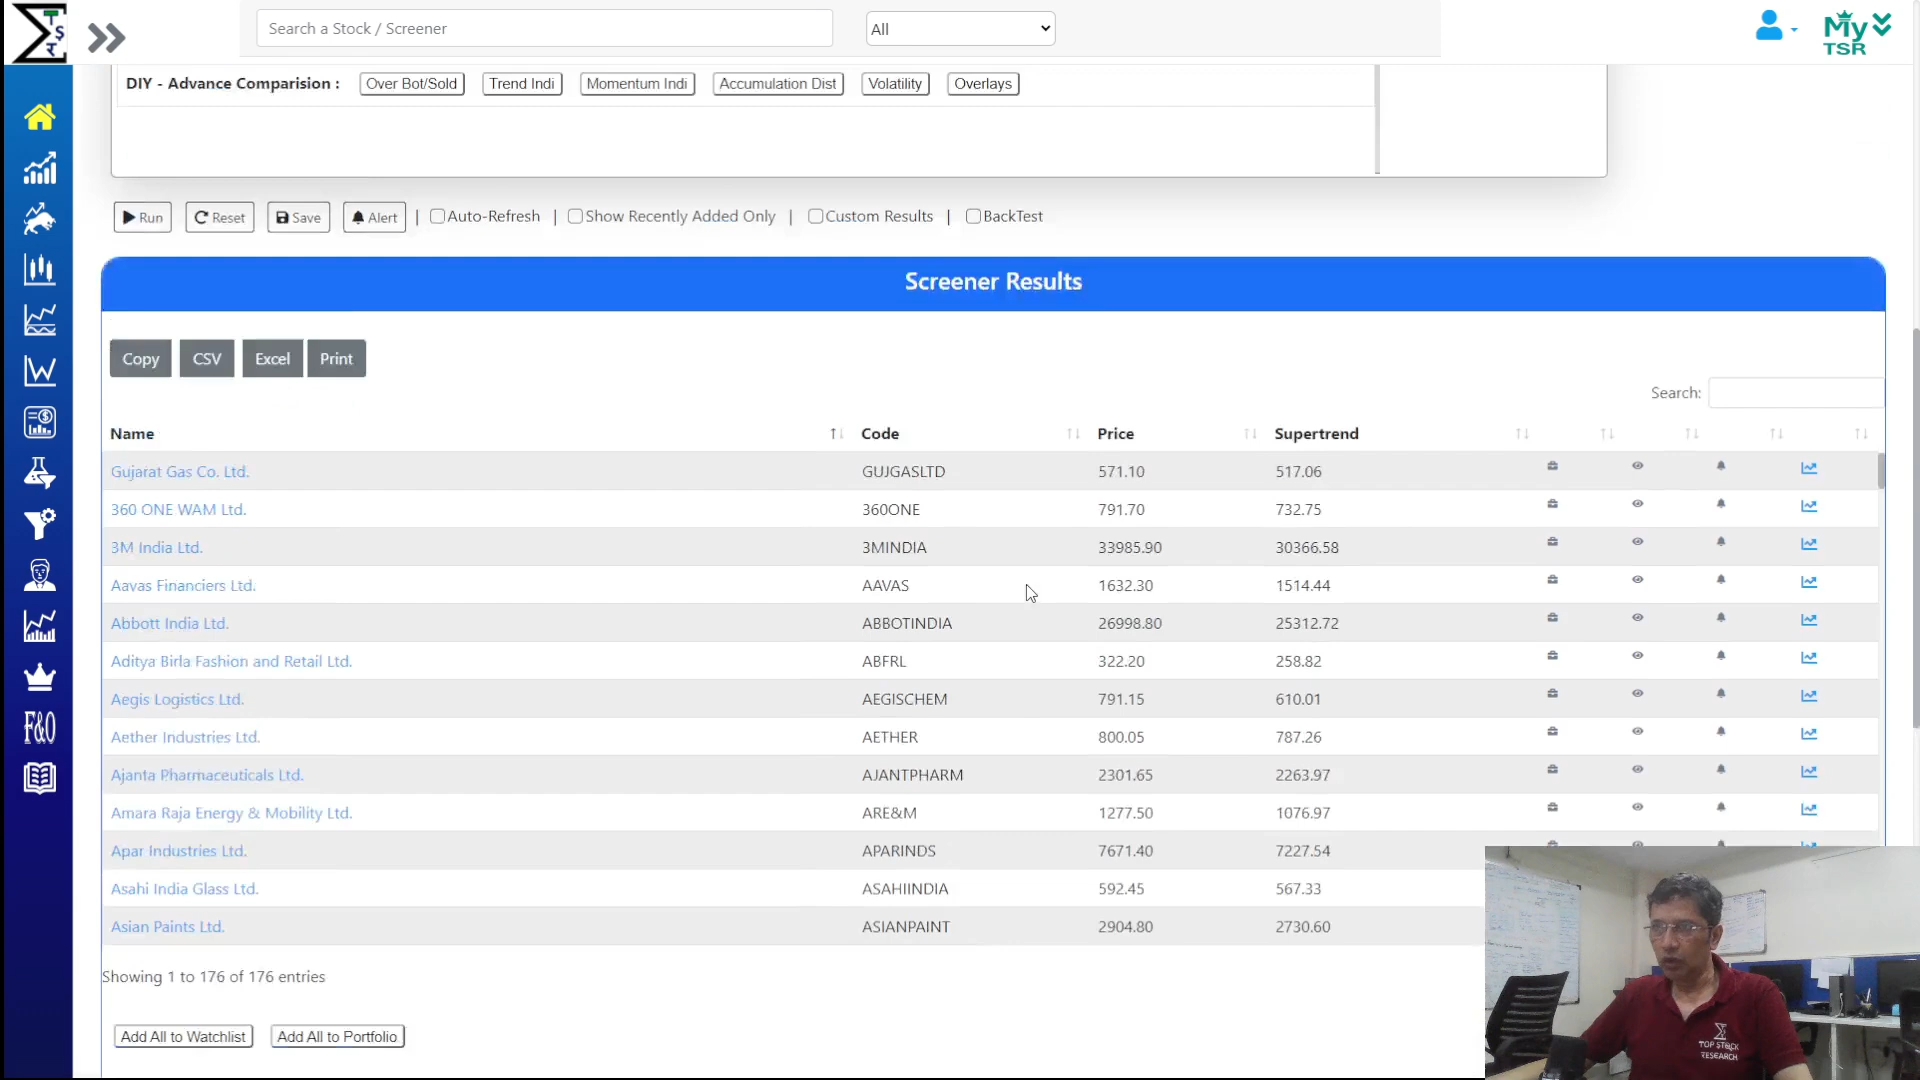 T
$
₹
Search a Stock / Screener
All
My
TSR
DIY - Advance Comparision :
Over Bot/Sold
Trend Indi
Momentum Indi
Accumulation Dist
Volatility
Overlays
Run
Reset
Save
Alert | Auto-Refresh | Show Recently Added Only | Custom Results | BackTest
Screener Results
Copy
CSV
Excel
Print
Search:
Name Code Price Supertrend
Gujarat Gas Co. Ltd. GUJGASLTD 571.10 517.06
360 ONE WAM Ltd. 360ONE 791.70 732.75
3M India Ltd. 3MINDIA 33985.90 30366.58
Aavas Financiers Ltd. AAVAS 1632.30 1514.44
Abbott India Ltd. ABBOTINDIA 26998.80 25312.72
Aditya Birla Fashion and Retail Ltd. ABFRL 322.20 258.82
Aegis Logistics Ltd. AEGISCHEM 791.15 610.01
Aether Industries Ltd. AETHER 800.05 787.26
Ajanta Pharmaceuticals Ltd. AJANTPHARM 2301.65 2263.97
Amara Raja Energy & Mobility Ltd. ARE&M 1277.50 1076.97
Apar Industries Ltd. APARINDS 7671.40 7227.54
Asahi India Glass Ltd. ASAHIINDIA 592.45 567.33
Asian Paints Ltd. ASIANPAINT 2904.80 2730.60
Showing 1 to 176 of 176 entries
Add All to Watchlist
Add All to Portfolio
F&O
TOP STOCK
RESEARCH